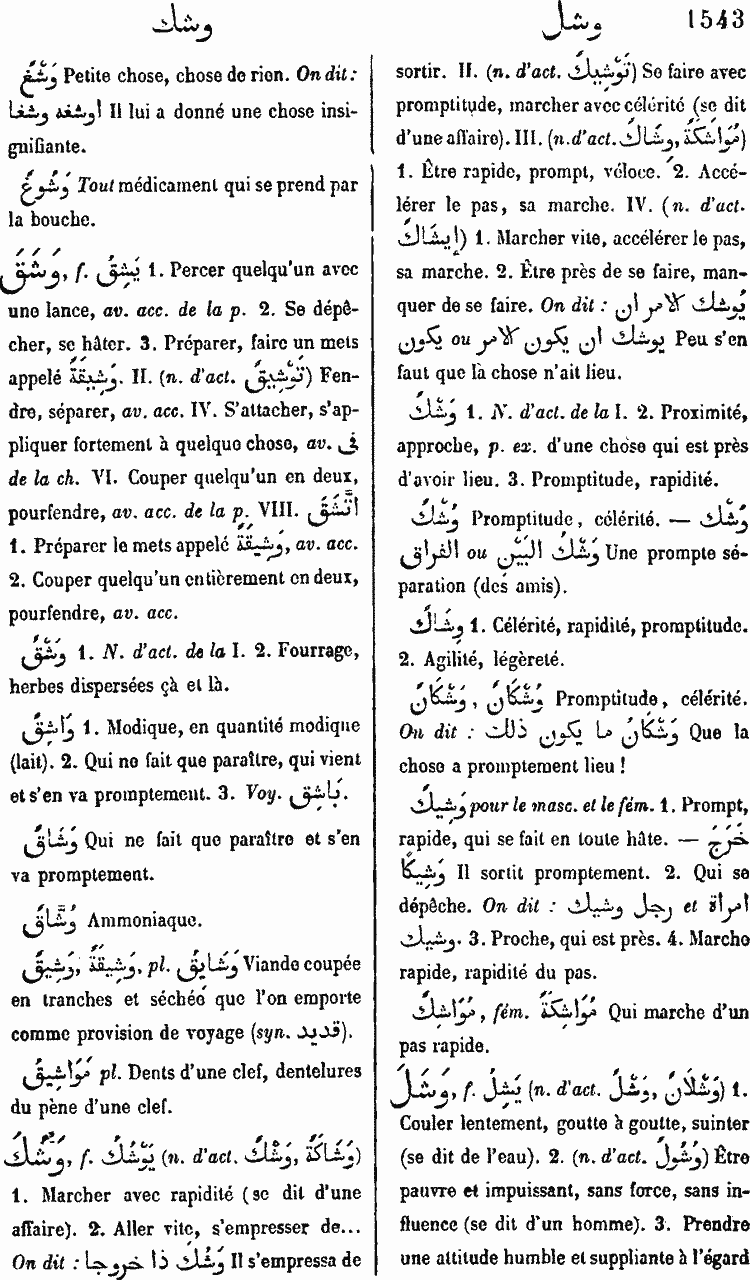 وشك
وشل 1543
وَشْغٌ Petite chose, chose de rien. On dit :
اوشغه وشغا Il lui a donné une chose insi-
gnifiante.
وَشُوغٌ Tout médicament qui se prend par
la bouche.
وَشَقَ, f. يَشِقُ 1. Percer quelqu'un avec
une lance, av. acc. de la p. 2. Se dépê-
cher, se hâter. 3. Préparer, faire un mets
appelé وَشِيقَةٌ. II. (n. d'act. تَوْشِيقٌ) Fen-
dre, séparer, av. acc. IV. S'attacher, s'ap-
pliquer fortement à quelque chose, av. فى
de la ch. VI. Couper quelqu'un en deux,
pourfendre, av. acc. de la p. VIII. اتَّشَقَ
1. Préparer le mets appelé وَشِيقَةٌ, av. acc.
2. Couper quelqu'un entièrement en deux,
pourfendre, av. acc.
وَشْقٌ 1. N. d'act. de la I. 2. Fourrage,
herbes dispersées çà et là.
وَاشِقٌ 1. Modique, en quantité modique
(lait). 2. Qui ne fait que paraître, qui vient
et s'en va promptement. 3. Voy. بَاشِقٌ.
وَشَاقٌ Qui ne fait que paraître et s'en
va promptement.
وُشَّاقٌ Ammoniaque.
وَشِيقٌ, وَشِيقَةٌ, pl. وَشَايِقُ Viande coupée
en tranches et séchée que l'on emporte
comme provision de voyage (syn. قديد).
مَوَاشِيقُ pl. Dents d'une clef, dentelures
du pène d'une clef.
وَشُكَ, f. يَوْشُكُ (n. d'act. وَشْكٌ, وَشَاكَةٌ)
1. Marcher avec rapidité (se dit d'une
affaire). 2. Aller vite, s'empresser de...
On dit : وَشُكَ ذا خروجا Il s'empressa de
sortir. II. (n. d'act. تَوْشِيكٌ) Se faire avec
promptitude, marcher avec célérité (se dit
d'une affaire). III. (n. d'act. وِشَاكٌ, مُوَاشَكَةٌ)
1. Être rapide, prompt, véloce. 2. Accé-
lérer le pas, sa marche. IV. (n. d'act.
إِيشَاكٌ) 1. Marcher vite, accélérer le pas,
sa marche. 2. Être près de se faire, man-
quer de se faire. On dit : يُوشك الامر ان
يكون ou يوشك ان يكون الامر Peu s'en
faut que la chose n'ait lieu.
وَشْكٌ 1. N. d'act. de la I. 2. Proximité,
approche, p. ex. d'une chose qui est près
d'avoir lieu. 3. Promptitude, rapidité.
وُشْكٌ Promptitude, célérité. — وَشْكُ
الفراق ou وَشْكُ البَيْنِ Une prompte sé-
paration (des amis).
وِشَاكٌ 1. Célérité, rapidité, promptitude.
2. Agilité, légèreté.
وَشْكَانٌ, وُشْكَانٌ Promptitude, célérité.
On dit : وَشْكَانُ ما يكون ذلك Que la
chose a promptement lieu !
وَشِيكٌ pour le masc. et le fém. 1. Prompt,
rapide, qui se fait en toute hâte. — خَرَجَ
وَشِيكًا Il sortit promptement. 2. Qui se
dépêche. On dit : رجل وشيك et امراة
وشيك. 3. Proche, qui est près. 4. Marche
rapide, rapidité du pas.
مُوَاشِكٌ, fém. مُوَاشِكَةٌ Qui marche d'un
pas rapide.
وَشَلَ, f. يَشِلُ (n. d'act. وَشْلٌ, وَشَلَانٌ) 1.
Couler lentement, goutte à goutte, suinter
(se dit de l'eau). 2. (n. d'act. وُشُولٌ) Être
pauvre et impuissant, sans force, sans in-
fluence (se dit d'un homme). 3. Prendre
une attitude humble et suppliante à l'égard